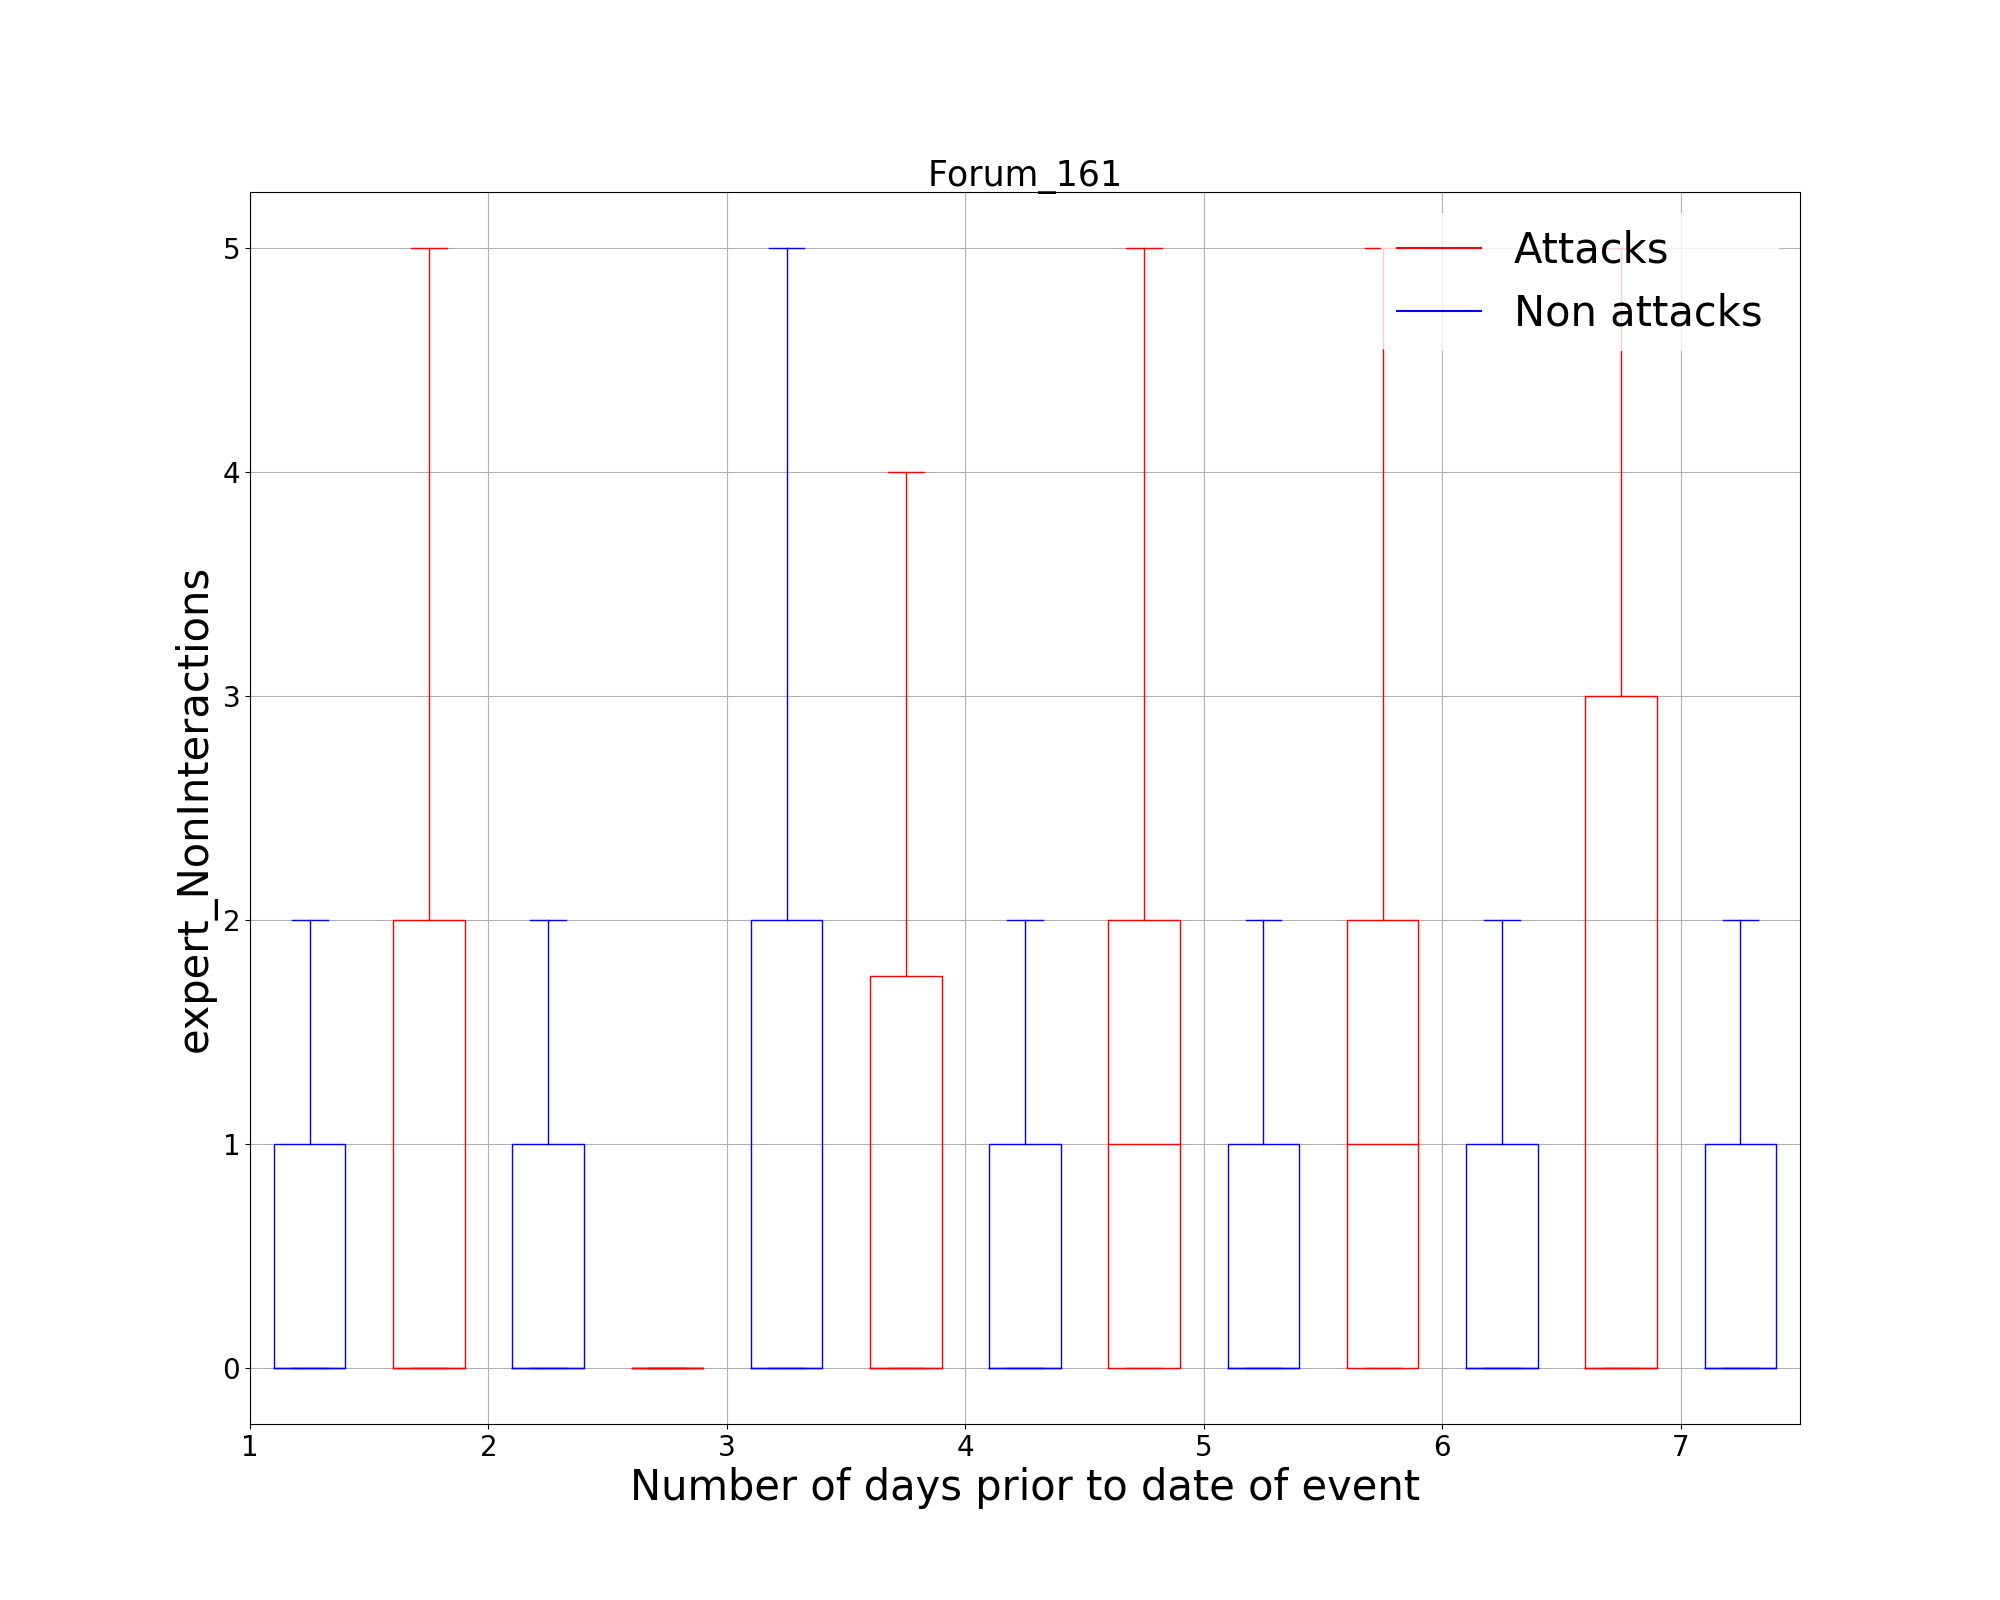 Forum_161
Attacks
Non attacks
expert_NonInteractions
5
4
3
2
1
0
1 2 3 4 5 6 7
Number of days prior to date of event